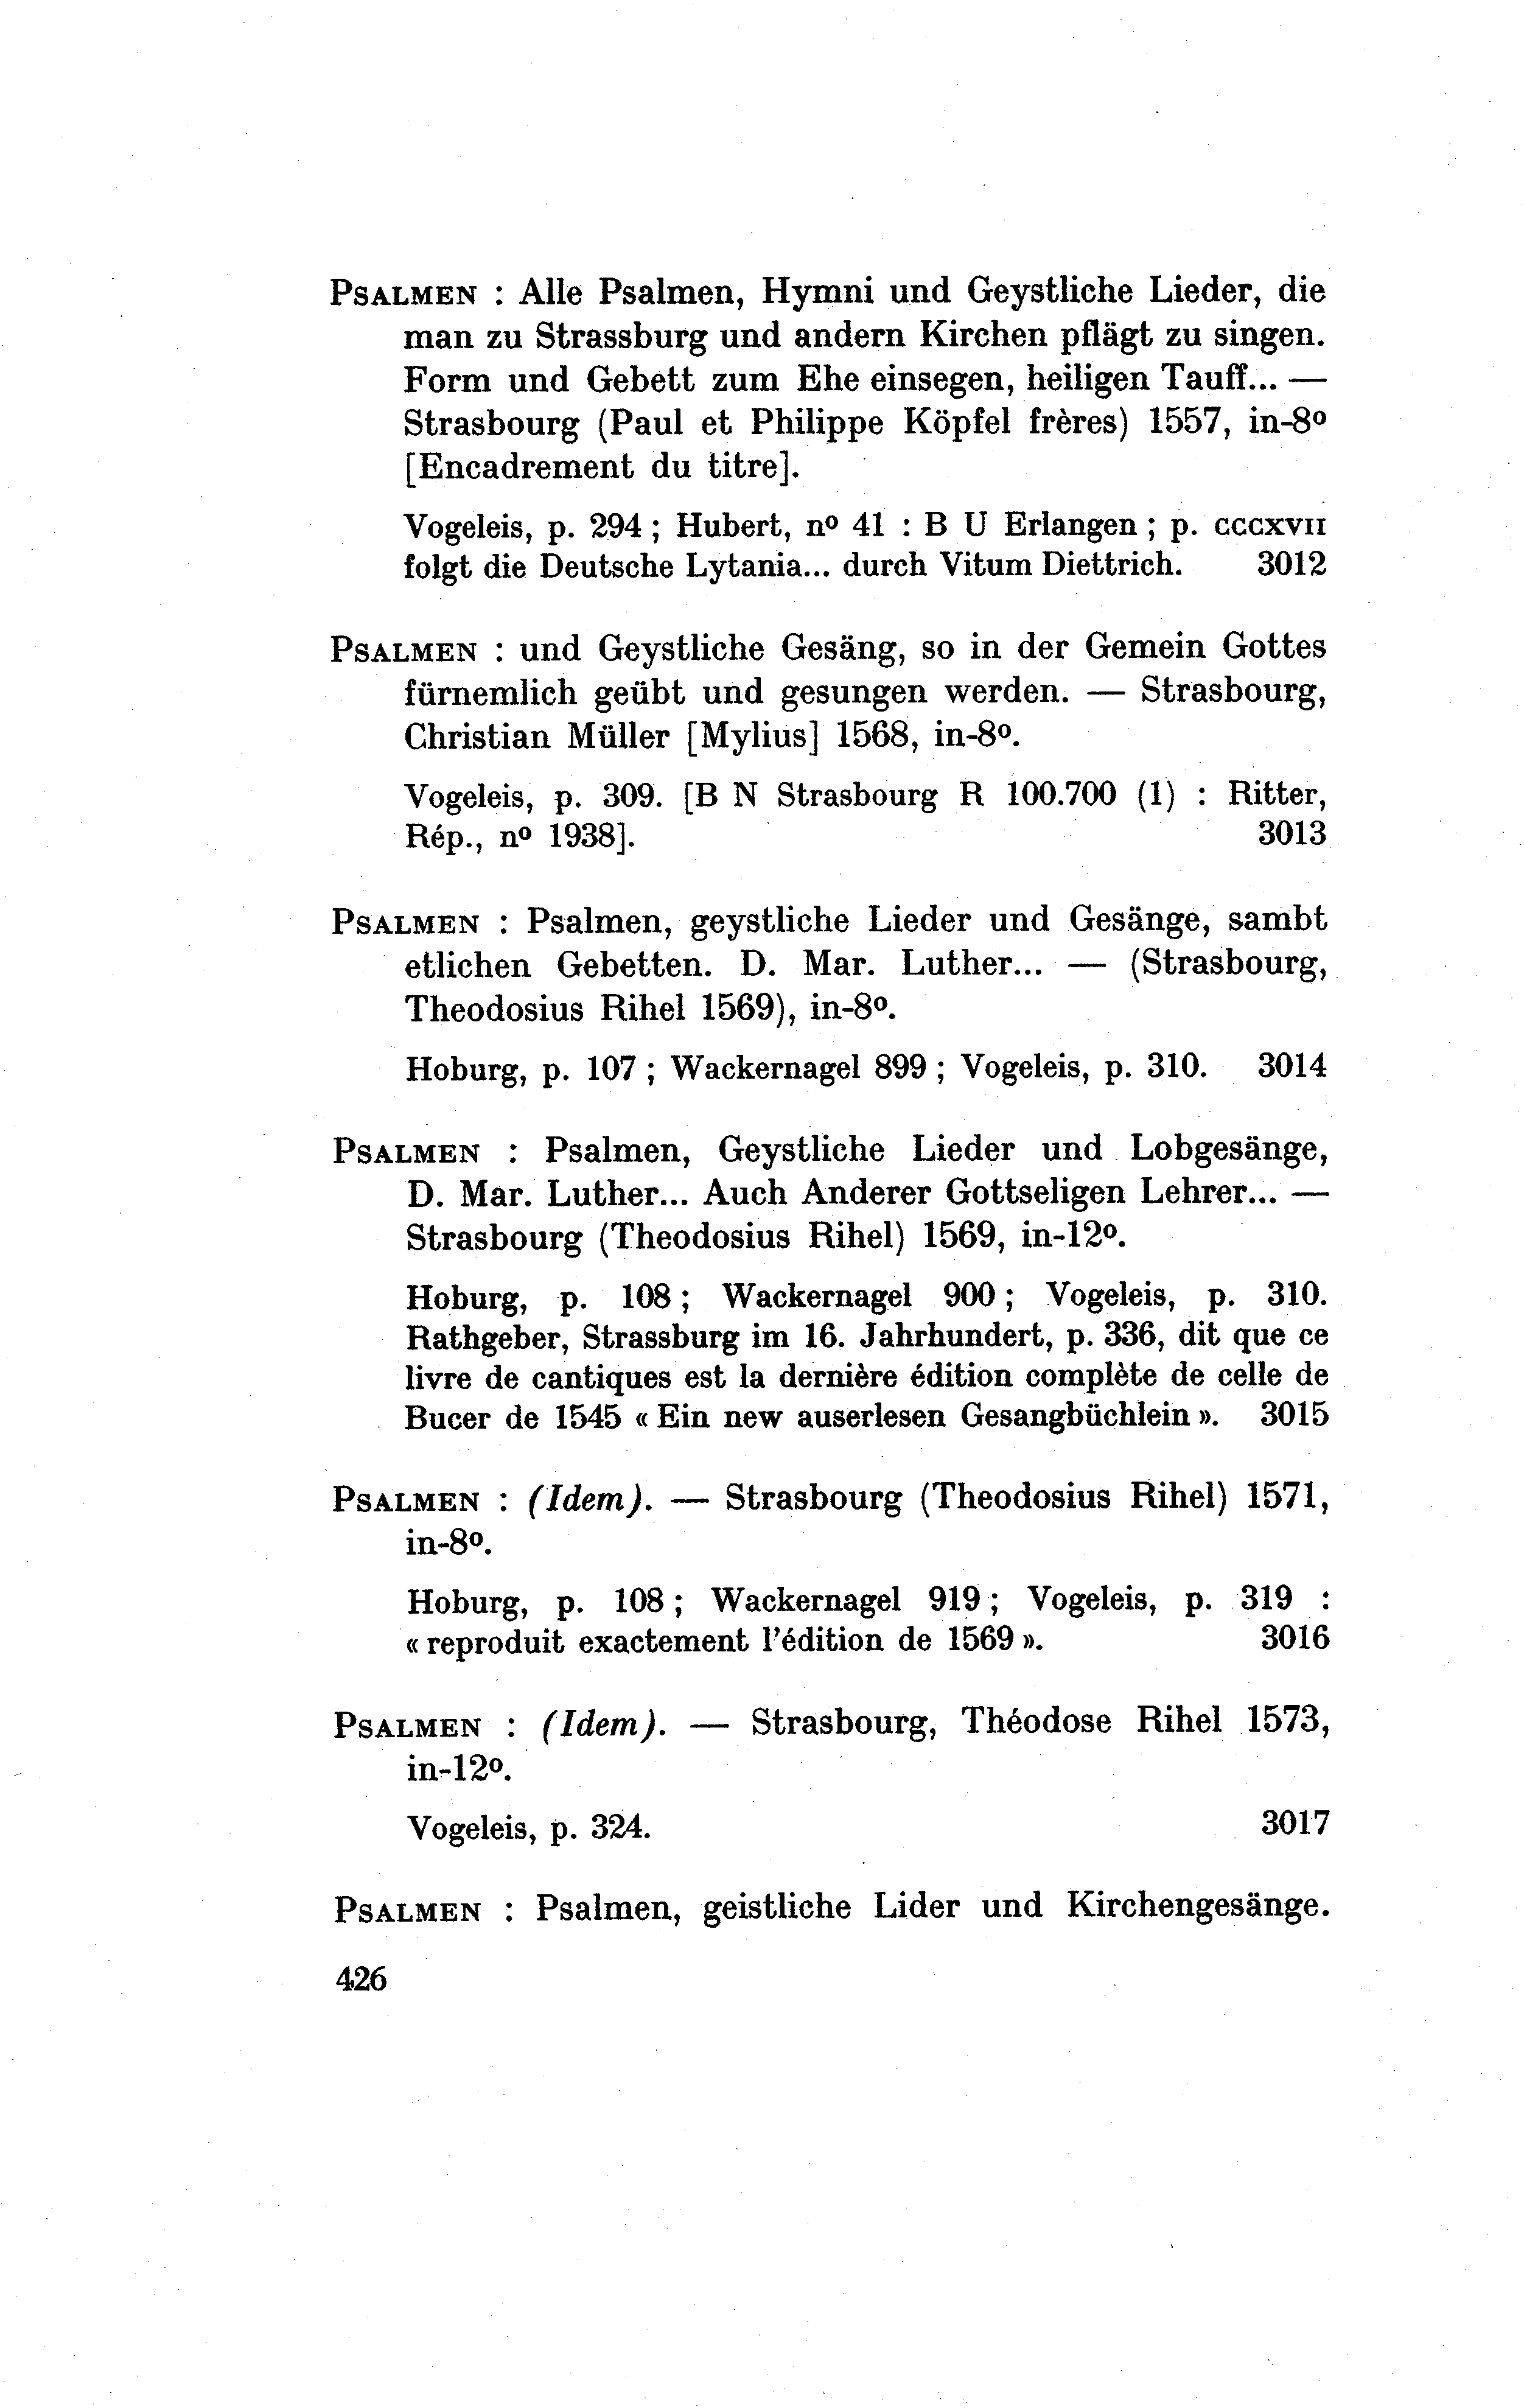 PSALMEN : Alle Psalmen, Hymni und Geystliche Lieder, die
man zu Strassburg und andern Kirchen pflägt zu singen.
Form und Gebett zum Ehe einsegen, heiligen Tauff... —
Strasbourg (Paul et Philippe Köpfel frères) 1557, in-8º
[Encadrement du titre].
Vogeleis, p. 294 ; Hubert, nº 41 : B U Erlangen ; p. CCCXVII
folgt die Deutsche Lytania... durch Vitum Diettrich. 3012
PSALMEN : und Geystliche Gesäng, so in der Gemein Gottes
fürnemlich geübt und gesungen werden. — Strasbourg,
Christian Müller [Mylius] 1568, in-8º.
Vogeleis, p. 309. [B N Strasbourg R 100.700 (1) : Ritter,
Rép., nº 1938]. 3013
PSALMEN : Psalmen, geystliche Lieder und Gesänge, sambt
etlichen Gebetten. D. Mar. Luther... — (Strasbourg,
Theodosius Rihel 1569), in-8º.
Hoburg, p. 107 ; Wackernagel 899 ; Vogeleis, p. 310. 3014
PSALMEN : Psalmen, Geystliche Lieder und Lobgesänge,
D. Mar. Luther... Auch Anderer Gottseligen Lehrer... —
Strasbourg (Theodosius Rihel) 1569, in-12º.
Hoburg, p. 108 ; Wackernagel 900 ; Vogeleis, p. 310.
Rathgeber, Strassburg im 16. Jahrhundert, p. 336, dit que ce
livre de cantiques est la dernière édition complète de celle de
Bucer de 1545 « Ein new auserlesen Gesangbüchlein ». 3015
PSALMEN : (Idem). — Strasbourg (Theodosius Rihel) 1571,
in-8º.
Hoburg, p. 108 ; Wackernagel 919 ; Vogeleis, p. 319 :
« reproduit exactement l'édition de 1569 ». 3016
PSALMEN : (Idem). — Strasbourg, Théodose Rihel 1573,
in-12º.
Vogeleis, p. 324. 3017
PSALMEN : Psalmen, geistliche Lider und Kirchengesänge.
426